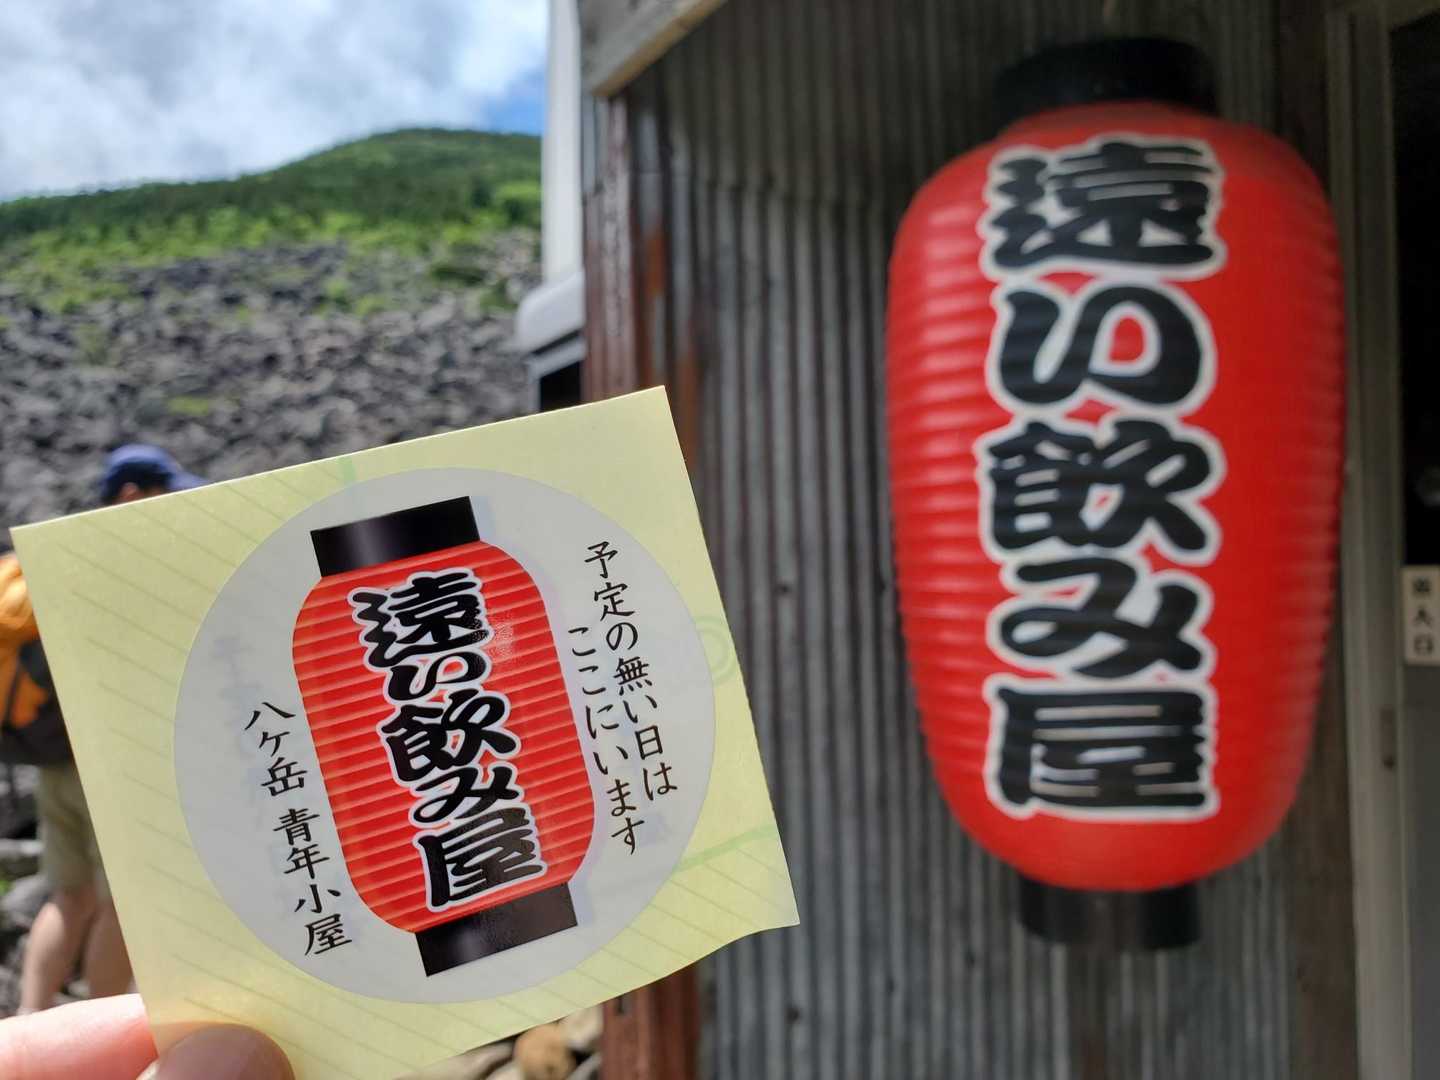 遠い飲み屋
予定の無い日は
ここにいます
遠い飲み屋
八ヶ岳 青年小屋